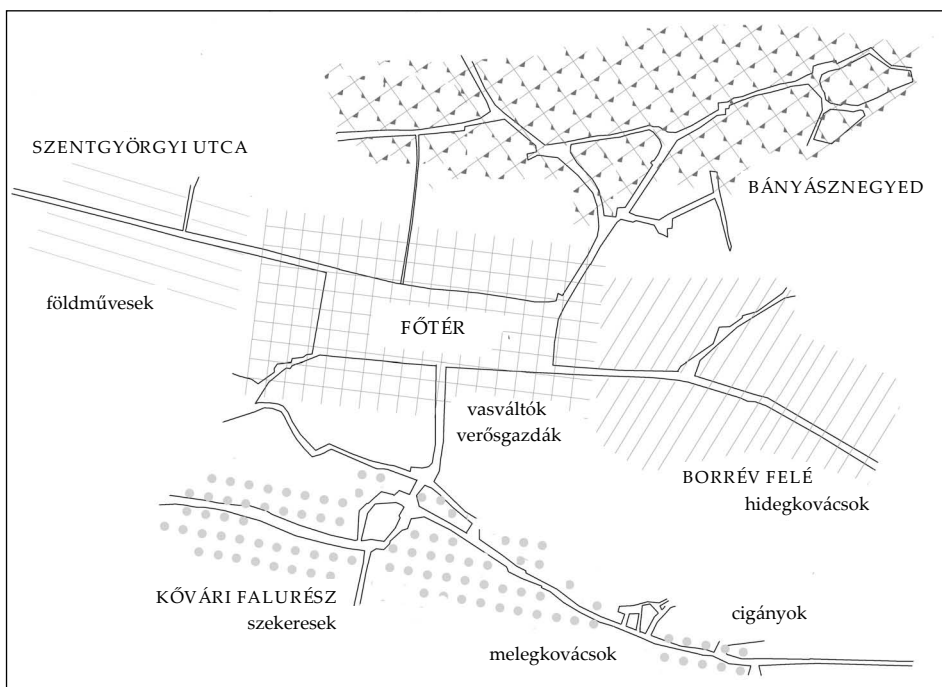 SZENTGYÖRGYI UTCA
BÁNYÁSZNEGYED
földművesek
FŐTÉR
vasváltók
verősgazdák
BORRÉV FELÉ
hidegkovácsok
KŐVÁRI FALURÉSZ
szekeresek
cigányok
melegkovácsok